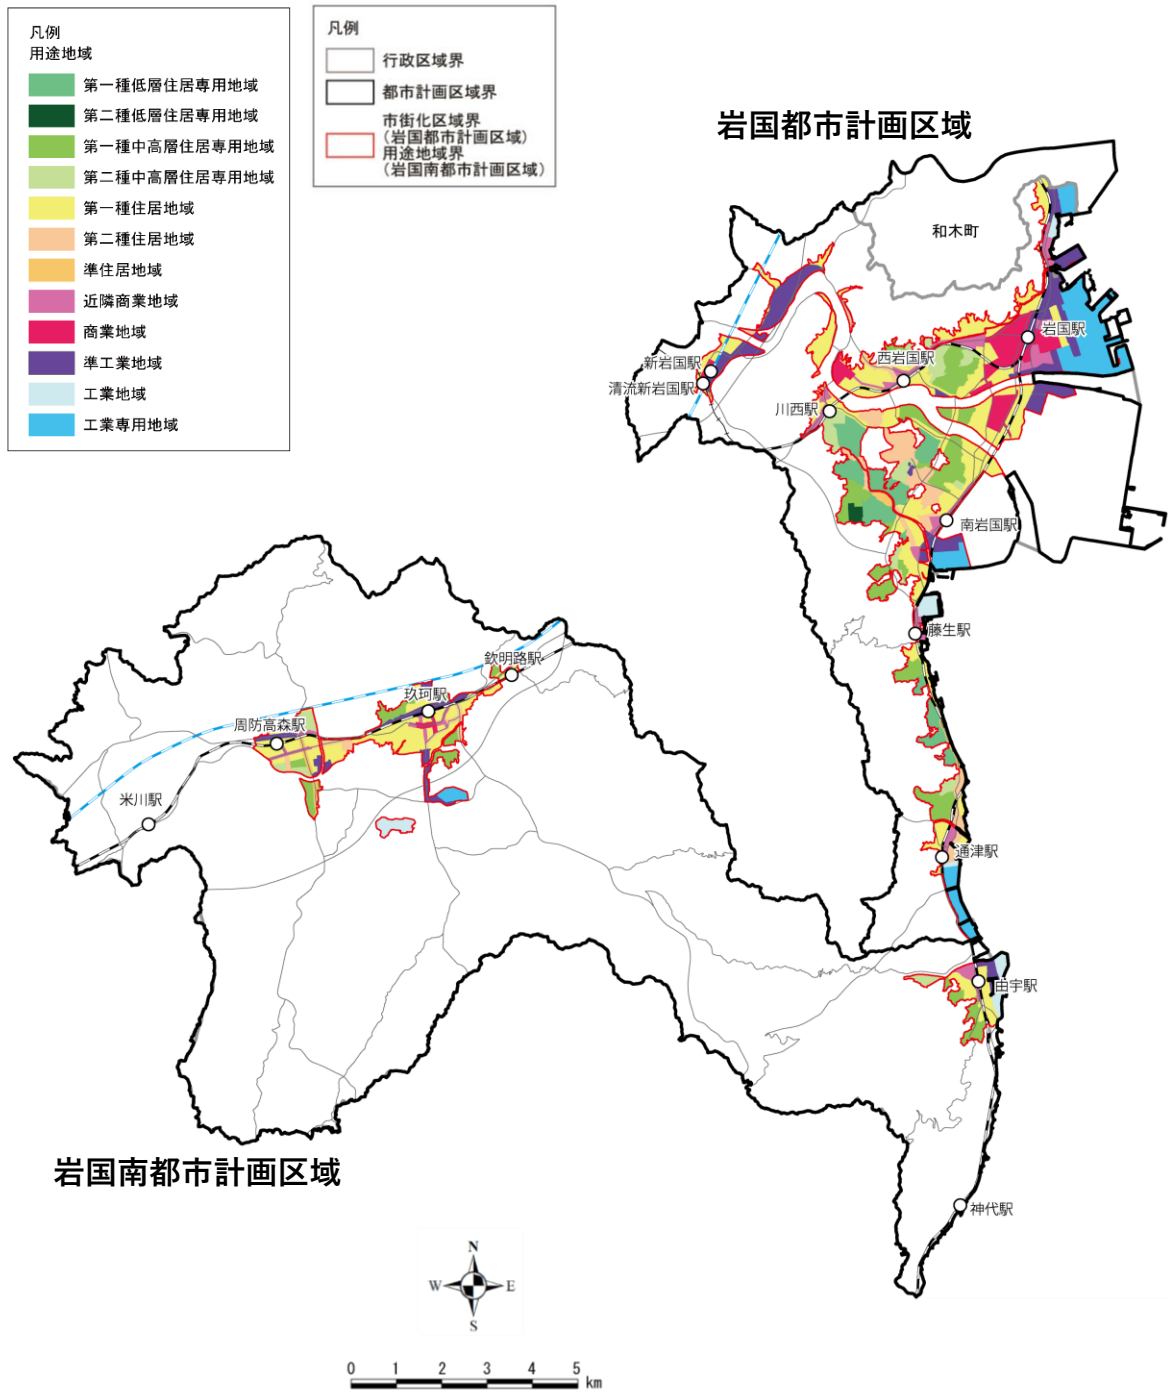 凡例
用途地域
第一種低層住居専用地域
第二種低層住居専用地域
第一種中高層住居専用地域
第二種中高層住居専用地域
第一種住居地域
第二種住居地域
準住居地域
近隣商業地域
商業地域
準工業地域
工業地域
工業専用地域
凡例
行政区域界
都市計画区域界
市街化区域界
(岩国都市計画区域)
用途地域界
(岩国南都市計画区域)
岩国都市計画区域
和木町
岩国駅
西岩国駅
新岩国駅
清流新岩国駅
川西駅
南岩国駅
藤生駅
欽明路駅
玖珂駅
周防高森駅
米川駅
通津駅
由宇駅
神代駅
岩国南都市計画区域
N
W E
S
0 1 2 3 4 5
km